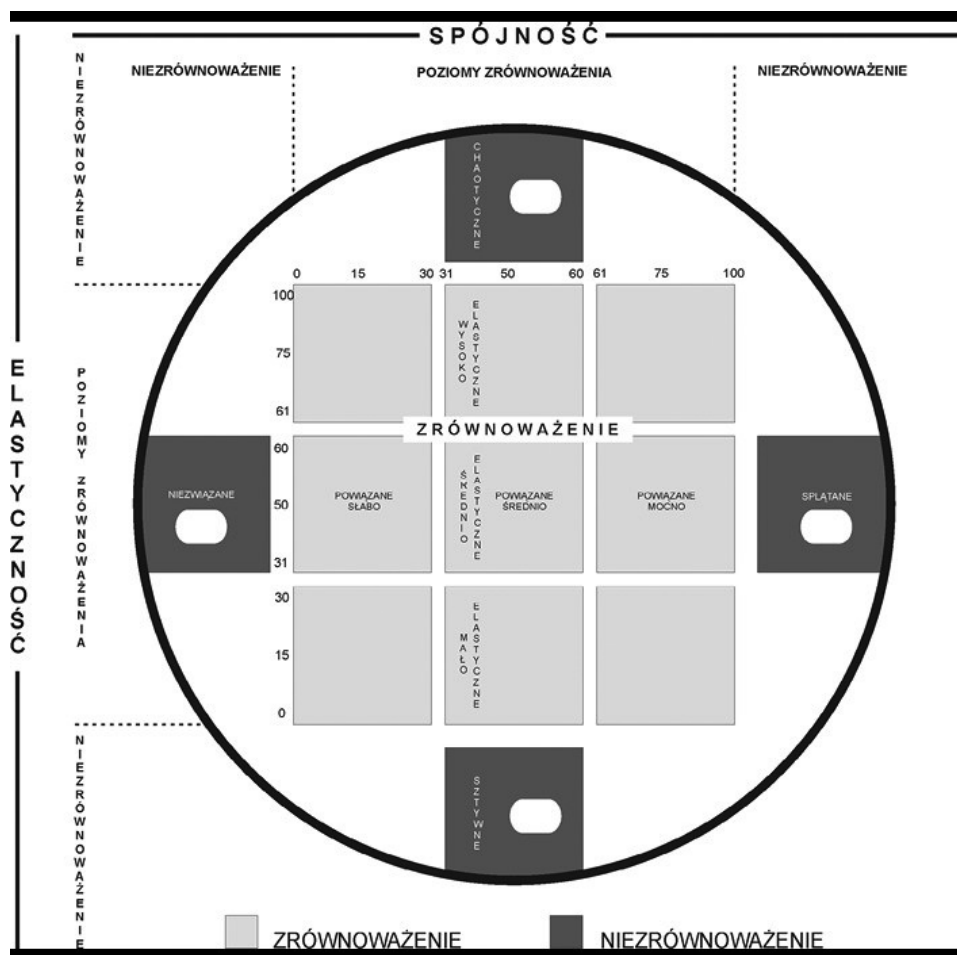 SPÓJNOŚĆ
NIEZRÓWNOWAŻENIE
POZIOMY ZRÓWNOWAŻENIA
NIEZRÓWNOWAŻENIE
ELASTYCZNOŚĆ
NIEZRÓWNOWAŻENIE
POZIOMY ZRÓWNOWAŻENIA
NIEZRÓWNOWAŻENIE
CHAOTYCZNE
0 15 30 31 50 60 61 75 100
100
75
61
WYSOKO
ELASTYCZNE
ZRÓWNOWAŻENIE
60
50
31
NIEZWIĄZANE
POWIĄZANE
SŁABO
ŚREDNIO
ELASTYCZNE
POWIĄZANE
ŚREDNIO
POWIĄZANE
MOCNO
SPLĄTANE
30
15
0
MAŁO
ELASTYCZNE
SZTYWNE
ZRÓWNOWAŻENIE
NIEZRÓWNOWAŻENIE